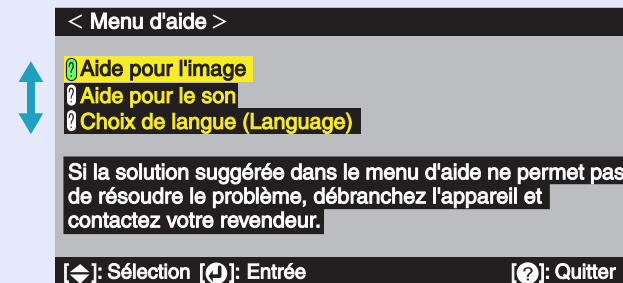 < Menu d'aide >
? Aide pour l'image
? Aide pour le son
? Choix de langue (Language)
Si la solution suggérée dans le menu d'aide ne permet pas
de résoudre le problème, débranchez l'appareil et
contactez votre revendeur.
[◆]: Sélection [↵]: Entrée [?]: Quitter